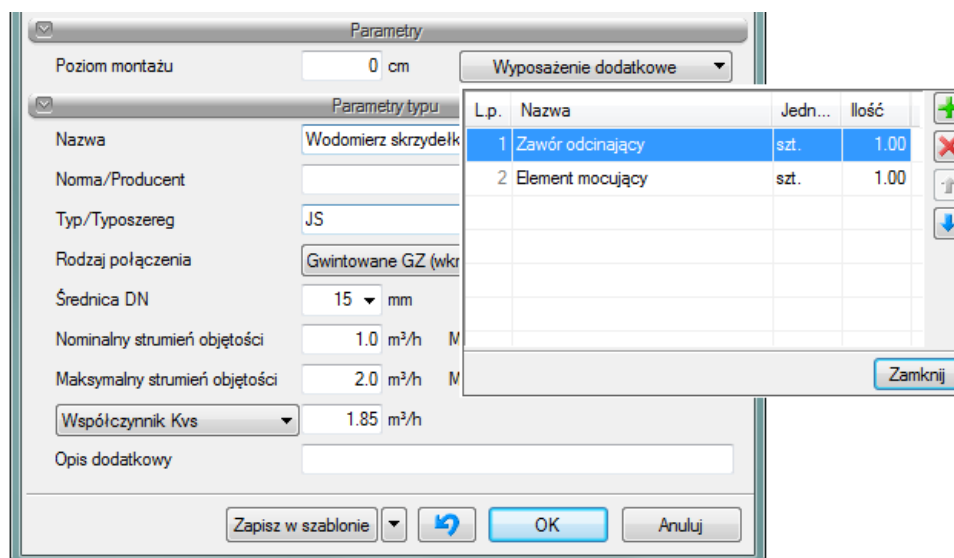 Parametry
Poziom montażu 0 cm Wyposażenie dodatkowe
Parametry typu
L.p. Nazwa Jedn... Ilość
Nazwa Wodomierz skrzydełk
1 Zawór odcinający szt. 1.00
Norma/Producent
2 Element mocujący szt. 1.00
Typ/Typoszereg JS
Rodzaj połączenia Gwintowane GZ (wkr
Średnica DN 15 mm
Nominalny strumień objętości 1.0 m³/h M
Maksymalny strumień objętości 2.0 m³/h M
Zamknij
Współczynnik Kvs 1.85 m³/h
Opis dodatkowy
Zapisz w szablonie OK Anuluj